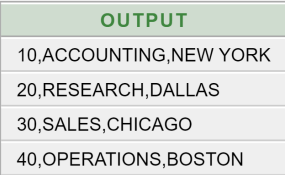 OUTPUT
10,ACCOUNTING,NEW YORK
20,RESEARCH,DALLAS
30,SALES,CHICAGO
40,OPERATIONS,BOSTON